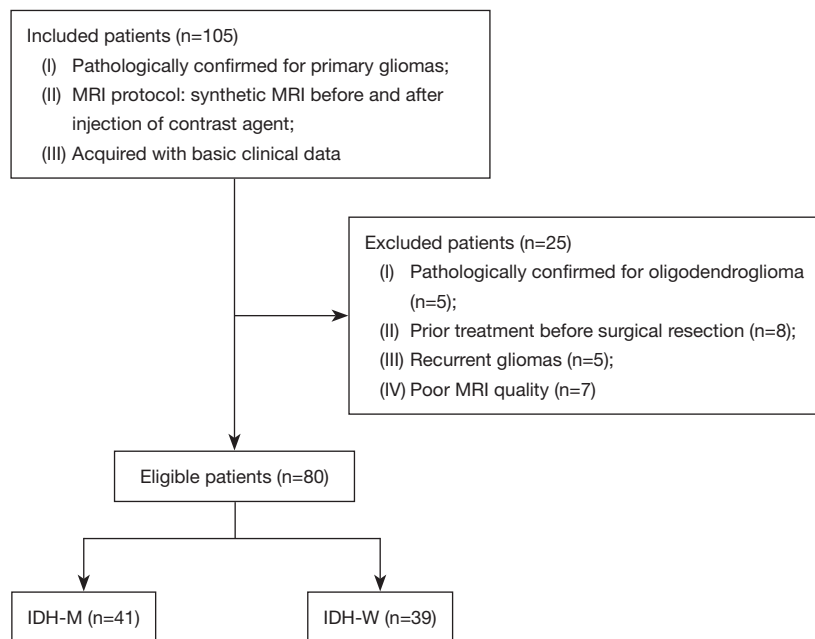 Included patients (n=105)
(I) Pathologically confirmed for primary gliomas;
(II) MRI protocol: synthetic MRI before and after
injection of contrast agent;
(III) Acquired with basic clinical data
Excluded patients (n=25)
(I) Pathologically confirmed for oligodendroglioma
(n=5);
(II) Prior treatment before surgical resection (n=8);
(III) Recurrent gliomas (n=5);
(IV) Poor MRI quality (n=7)
Eligible patients (n=80)
IDH-M (n=41)
IDH-W (n=39)